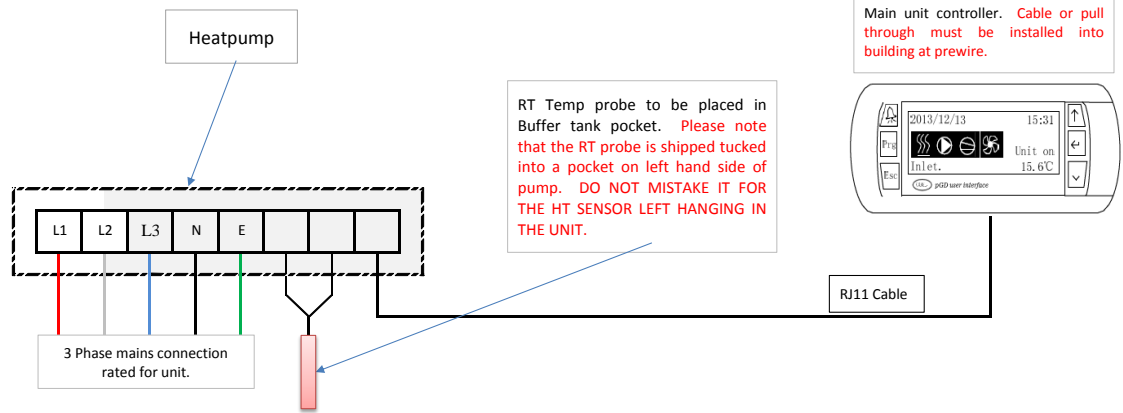 Main unit controller. Cable or pull
through must be installed into
building at prewire.
Heatpump
RT Temp probe to be placed in
Buffer tank pocket. Please note
that the RT probe is shipped tucked
into a pocket on left hand side of
pump. DO NOT MISTAKE IT FOR
THE HT SENSOR LEFT HANGING IN
THE UNIT.
2013/12/13 15:31
Prg
Unit on
Esc
Inlet. 15.6℃
pGD user interface
L1 L2 L3 N E
RJ11 Cable
3 Phase mains connection
rated for unit.